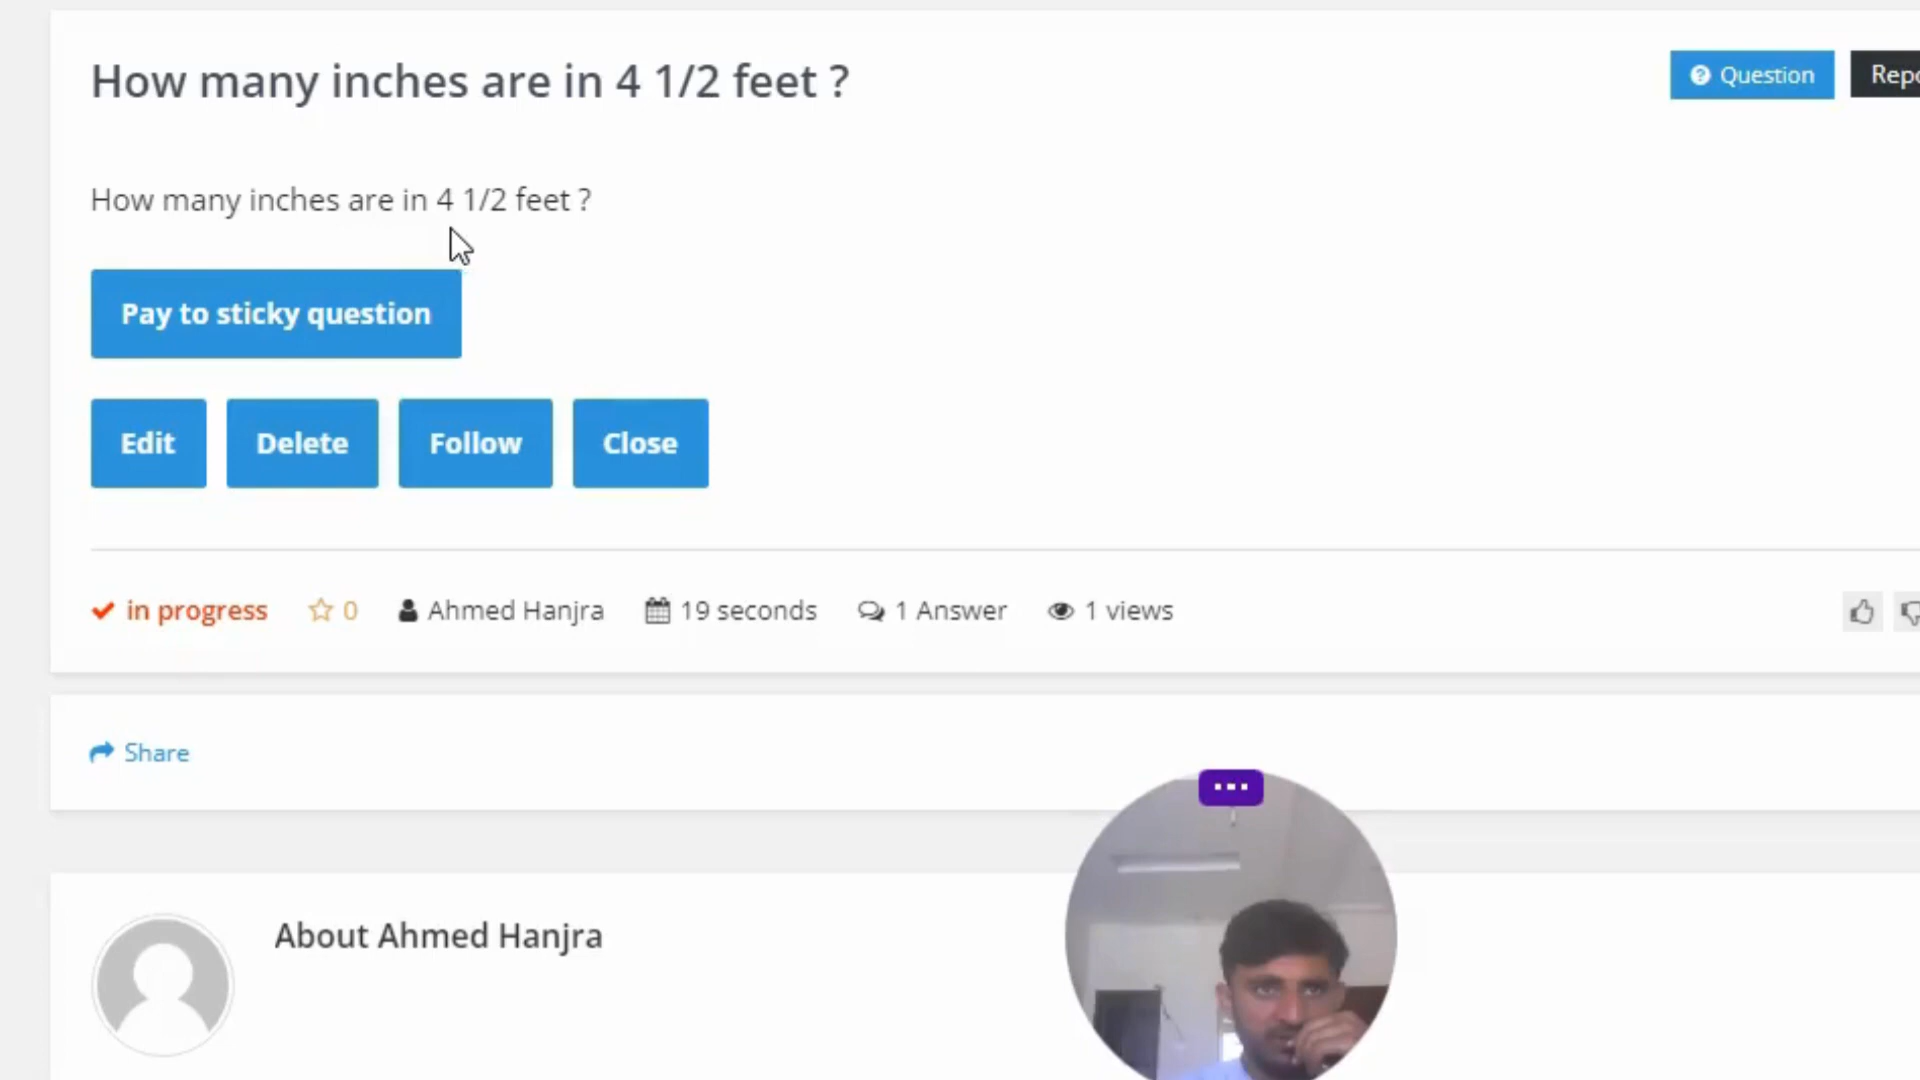 How many inches are in 4 1/2 feet ?
Question
How many inches are in 4 1/2 feet ?
Pay to sticky question
Edit Delete Follow Close
in progress 0 Ahmed Hanjra 19 seconds 1 Answer 1 views
Share
About Ahmed Hanjra